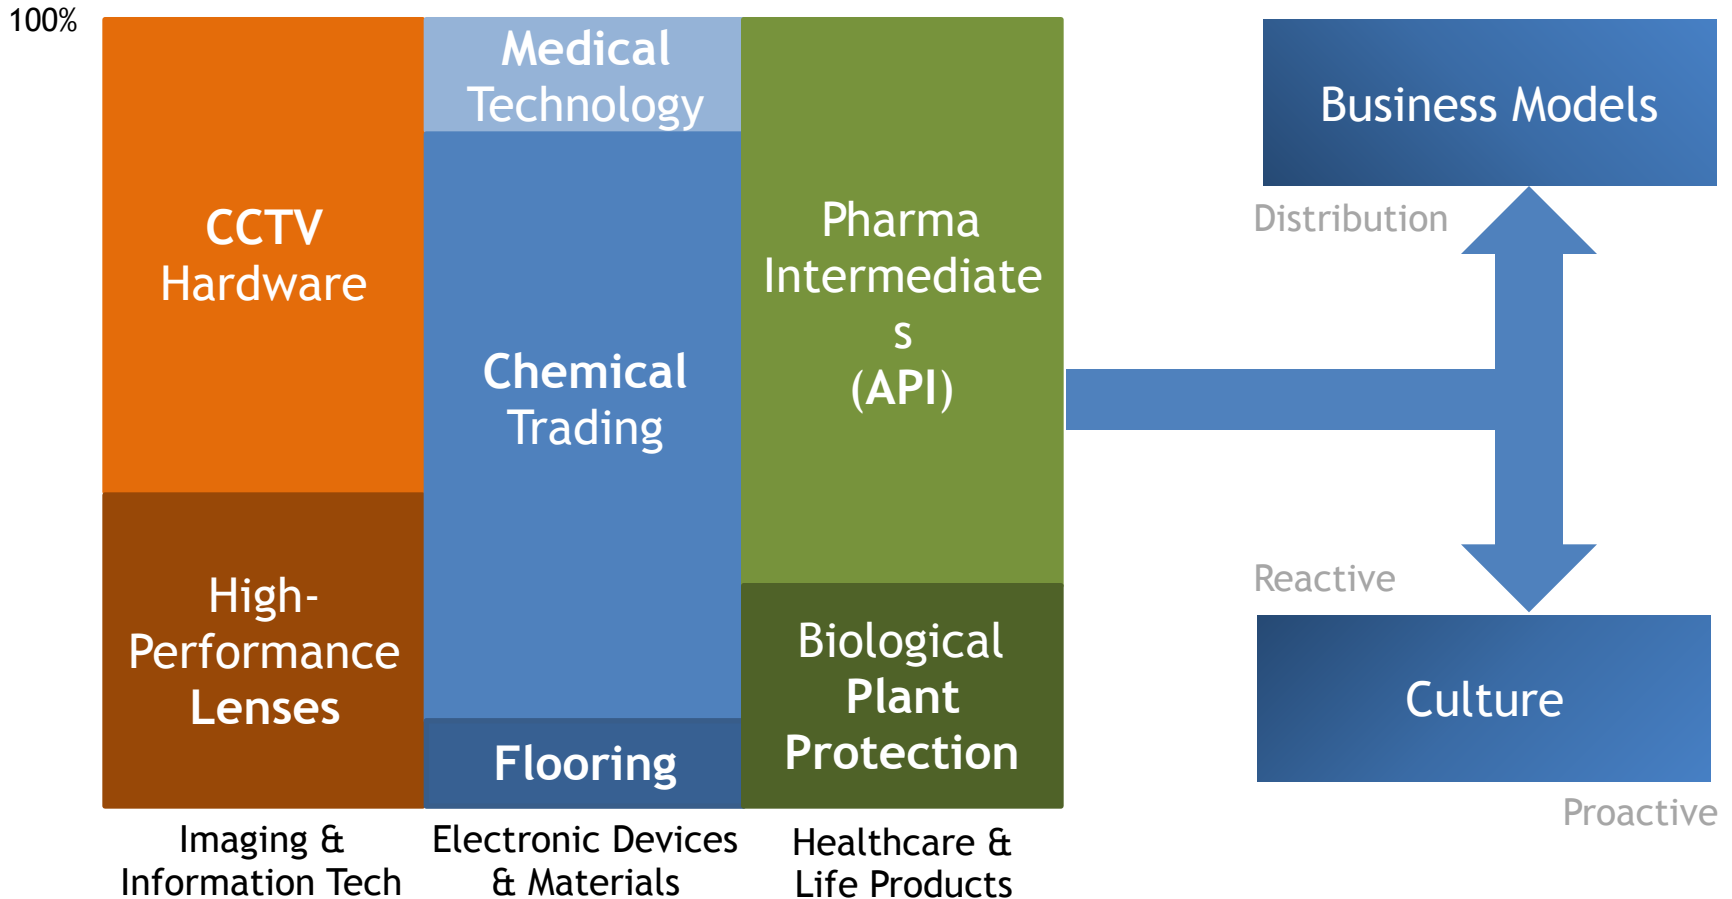 100%
CCTV
Hardware
High-
Performance
Lenses
Imaging &
Information Tech
Medical
Technology
Chemical
Trading
Flooring
Electronic Devices
& Materials
Pharma
Intermediate
s
(API)
Biological
Plant
Protection
Healthcare &
Life Products
Business Models
Distribution
Reactive
Culture
Proactive